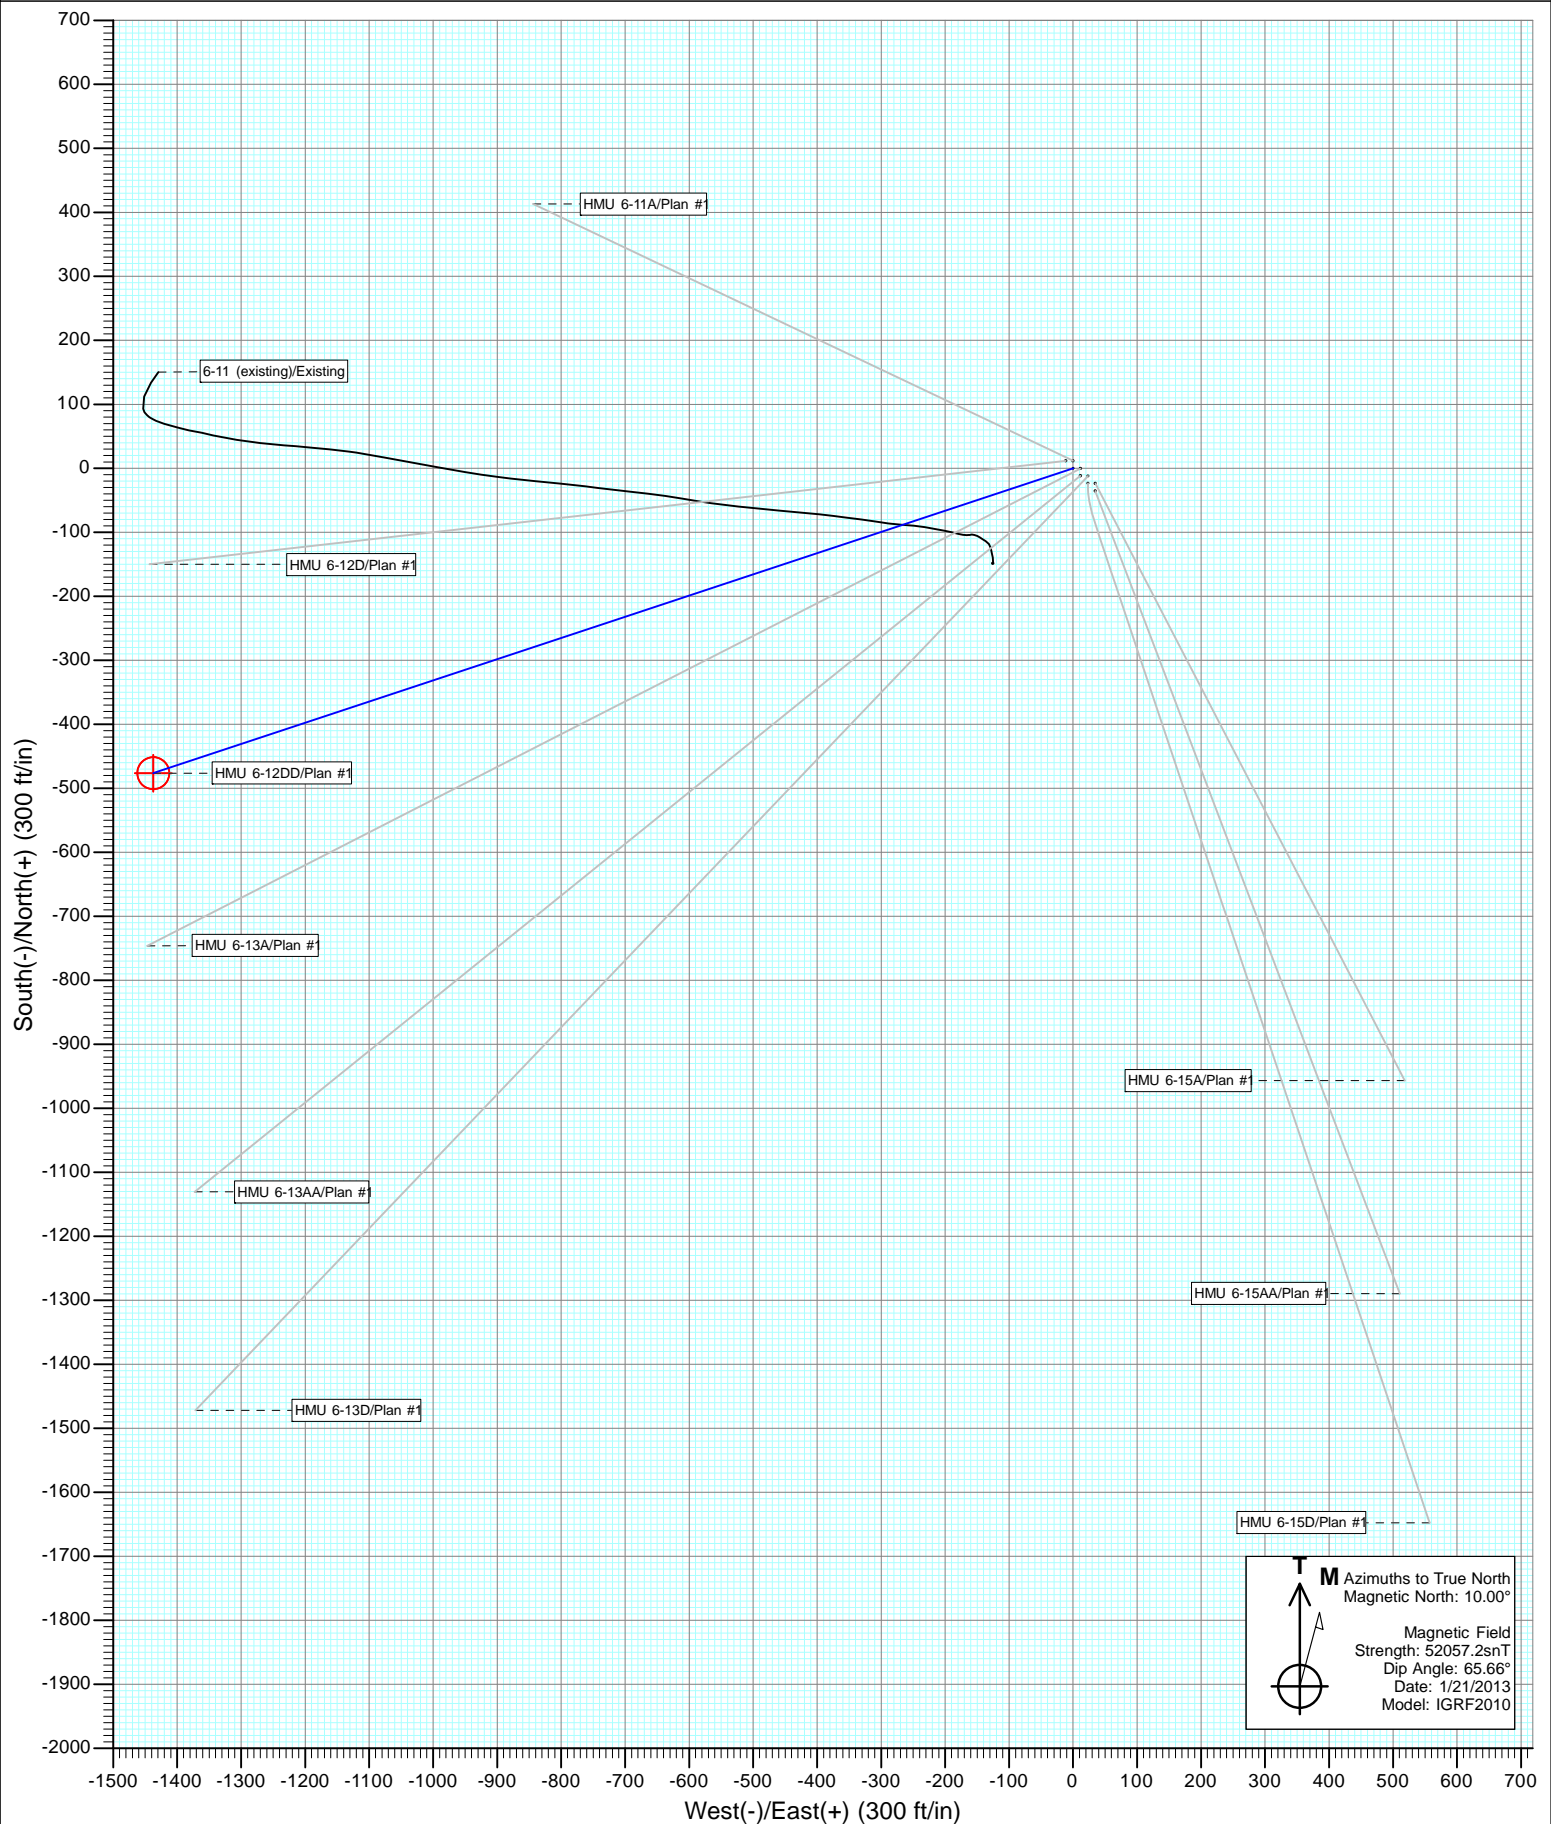 700
600
500
400
300
200
100
0
-100
-200
-300
-400
-500
-600
-700
-800
-900
-1000
-1100
-1200
-1300
-1400
-1500
-1600
-1700
-1800
-1900
-2000
South(-)/North(+) (300 ft/in)
HMU 6-11A/Plan #1
6-11 (existing)/Existing
HMU 6-12D/Plan #1
HMU 6-12DD/Plan #1
HMU 6-13A/Plan #1
HMU 6-15A/Plan #1
HMU 6-13AA/Plan #1
HMU 6-15AA/Plan #1
HMU 6-13D/Plan #1
HMU 6-15D/Plan #1
T
M
Azimuths to True North
Magnetic North: 10.00°
Magnetic Field
Strength: 52057.2snT
Dip Angle: 65.66°
Date: 1/21/2013
Model: IGRF2010
-1500 -1400 -1300 -1200 -1100 -1000 -900 -800 -700 -600 -500 -400 -300 -200 -100 0 100 200 300 400 500 600 700
West(-)/East(+) (300 ft/in)